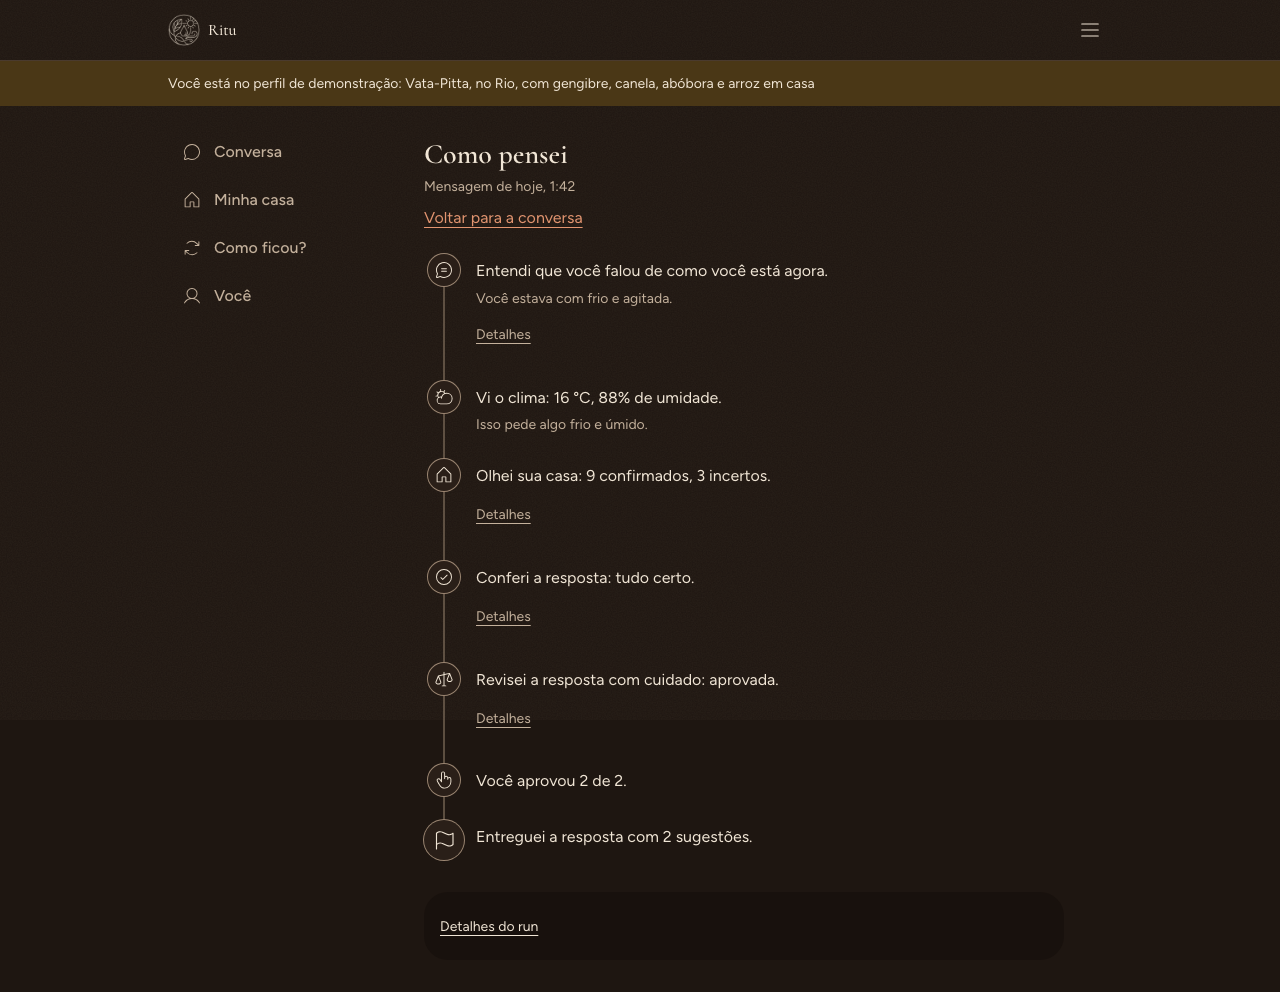 Ritu
Você está no perfil de demonstração: Vata-Pitta, no Rio, com gengibre, canela, abóbora e arroz em casa
Conversa
Minha casa
Como ficou?
Você
Como pensei
Mensagem de hoje, 1:42
Voltar para a conversa
Entendi que você falou de como você está agora.
Você estava com frio e agitada.
Detalhes
Vi o clima: 16 °C, 88% de umidade.
Isso pede algo frio e úmido.
Olhei sua casa: 9 confirmados, 3 incertos.
Detalhes
Conferi a resposta: tudo certo.
Detalhes
Revisei a resposta com cuidado: aprovada.
Detalhes
Você aprovou 2 de 2.
Entreguei a resposta com 2 sugestões.
Detalhes do run